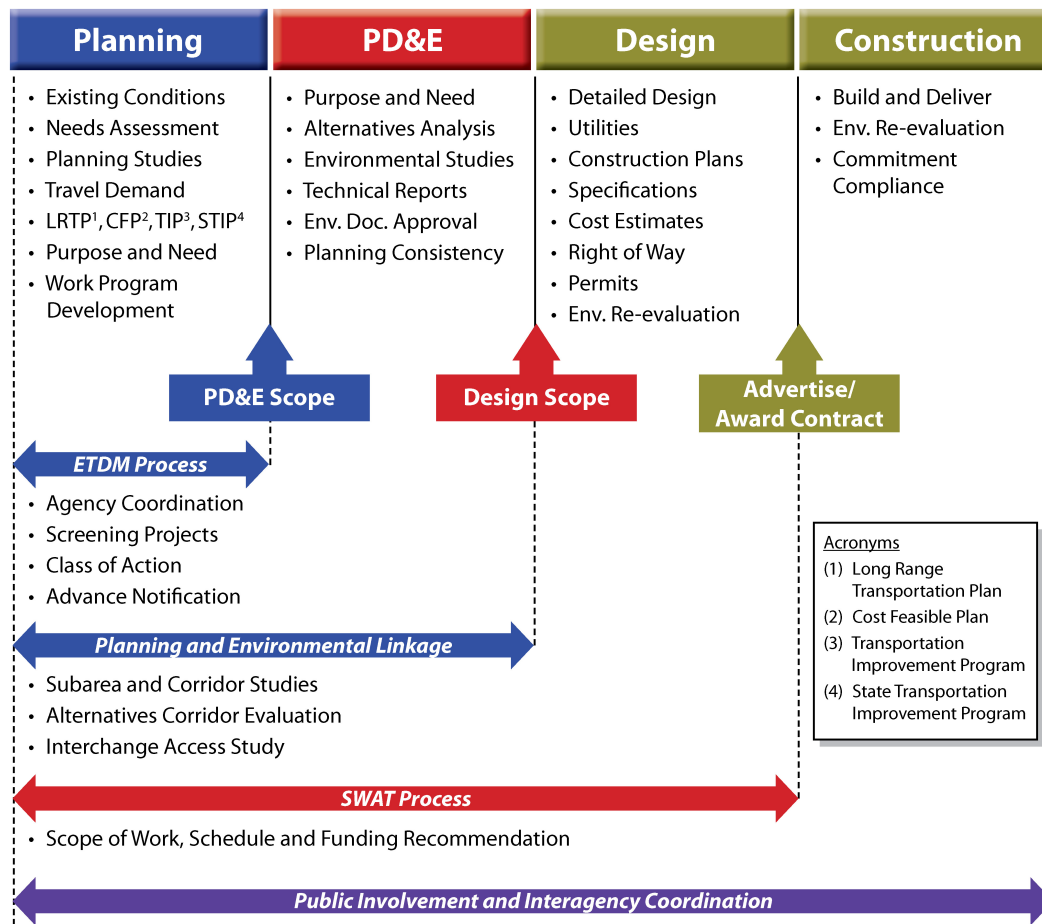 Planning
PD&E
Design
Construction
• Existing Conditions
• Needs Assessment
• Planning Studies
• Travel Demand
• LRTP¹, CFP², TIP³, STIP⁴
• Purpose and Need
• Work Program
Development
• Purpose and Need
• Alternatives Analysis
• Environmental Studies
• Technical Reports
• Env. Doc. Approval
• Planning Consistency
• Detailed Design
• Utilities
• Construction Plans
• Specifications
• Cost Estimates
• Right of Way
• Permits
• Env. Re-evaluation
• Build and Deliver
• Env. Re-evaluation
• Commitment
Compliance
PD&E Scope
Design Scope
Advertise/
Award Contract
ETDM Process
• Agency Coordination
• Screening Projects
• Class of Action
• Advance Notification
Planning and Environmental Linkage
• Subarea and Corridor Studies
• Alternatives Corridor Evaluation
• Interchange Access Study
Acronyms
(1) Long Range
Transportation Plan
(2) Cost Feasible Plan
(3) Transportation
Improvement Program
(4) State Transportation
Improvement Program
SWAT Process
• Scope of Work, Schedule and Funding Recommendation
Public Involvement and Interagency Coordination